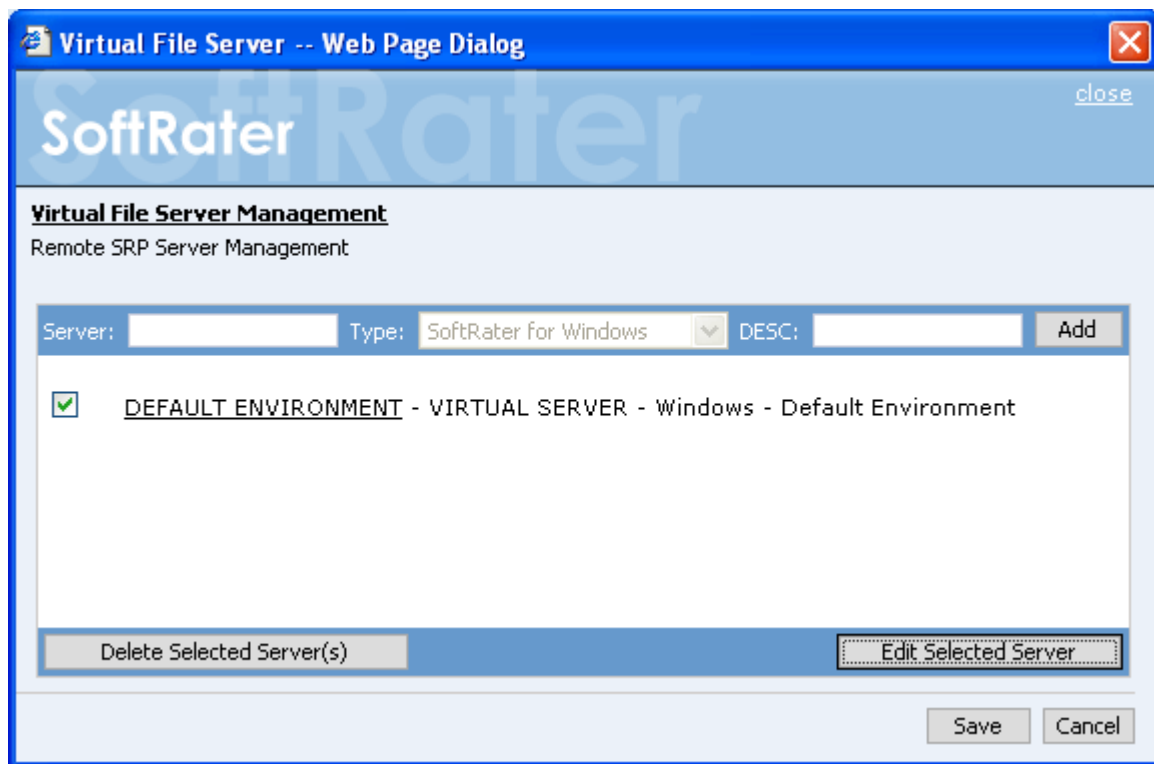 Virtual File Server -- Web Page Dialog
SoftRater
close
SoftRater
Virtual File Server Management
Remote SRP Server Management
Server: Type: SoftRater for Windows DESC: Add
DEFAULT ENVIRONMENT - VIRTUAL SERVER - Windows - Default Environment
Delete Selected Server(s) Edit Selected Server
Save Cancel